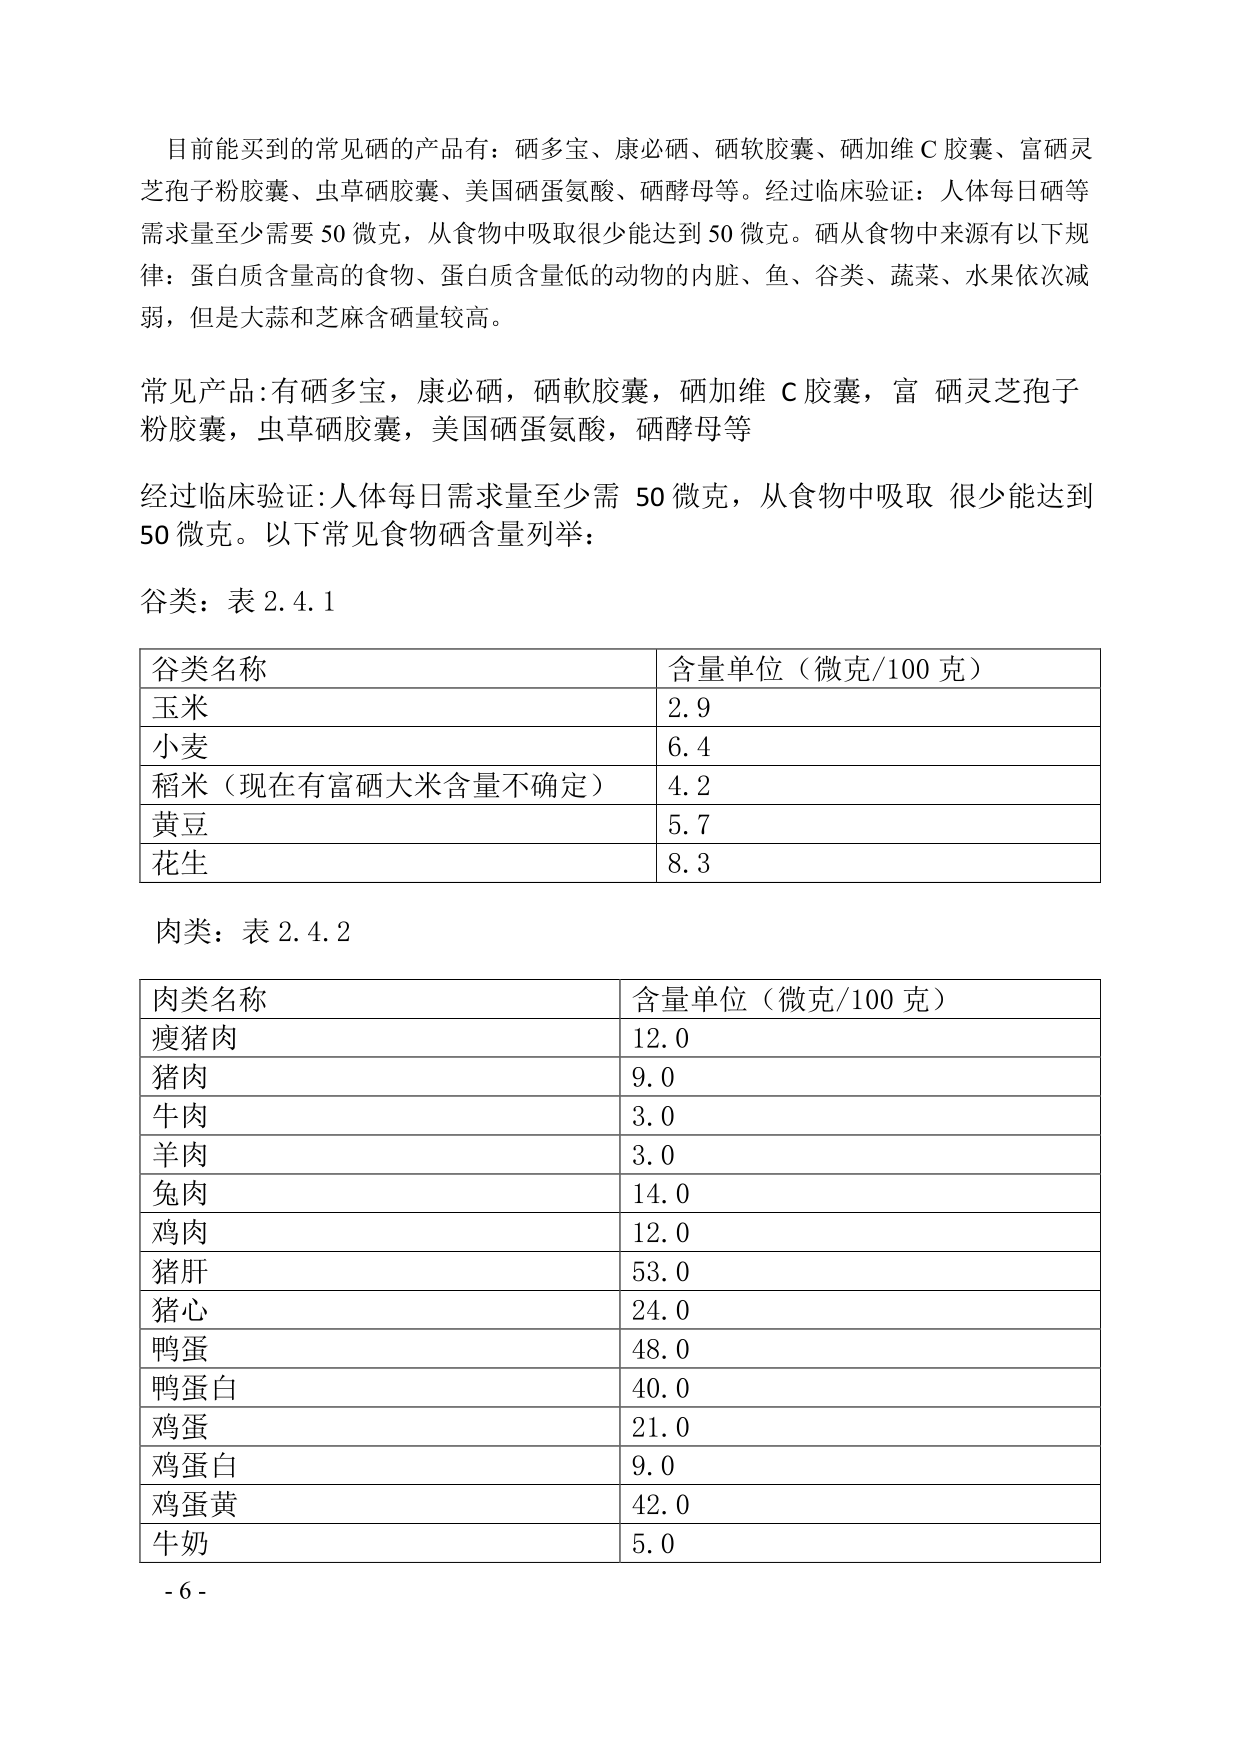 目前能买到的常见硒的产品有：硒多宝、康必硒、硒软胶囊、硒加维 C 胶囊、富硒灵
芝孢子粉胶囊、虫草硒胶囊、美国硒蛋氨酸、硒酵母等。经过临床验证：人体每日硒等
需求量至少需要 50 微克，从食物中吸取很少能达到 50 微克。硒从食物中来源有以下规
律：蛋白质含量高的食物、蛋白质含量低的动物的内脏、鱼、谷类、蔬菜、水果依次减
弱，但是大蒜和芝麻含硒量较高。
常见产品:有硒多宝，康必硒，硒軟胶囊，硒加维 C 胶囊，富 硒灵芝孢子
粉胶囊，虫草硒胶囊，美国硒蛋氨酸，硒酵母等
经过临床验证:人体每日需求量至少需 50 微克，从食物中吸取 很少能达到
50 微克。以下常见食物硒含量列举：
谷类：表 2.4.1
谷类名称 含量单位（微克/100 克）
玉米 2.9
小麦 6.4
稻米（现在有富硒大米含量不确定） 4.2
黄豆 5.7
花生 8.3
肉类：表 2.4.2
肉类名称 含量单位（微克/100 克）
瘦猪肉 12.0
猪肉 9.0
牛肉 3.0
羊肉 3.0
兔肉 14.0
鸡肉 12.0
猪肝 53.0
猪心 24.0
鸭蛋 48.0
鸭蛋白 40.0
鸡蛋 21.0
鸡蛋白 9.0
鸡蛋黄 42.0
牛奶 5.0
- 6 -